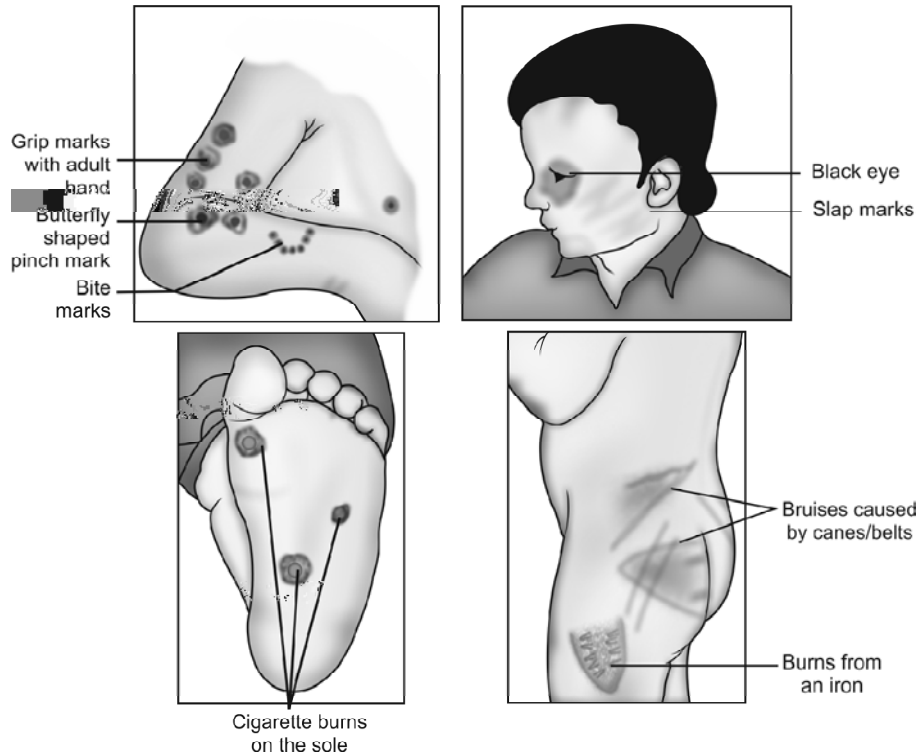 Grip marks
with adult
hand
Butterfly
shaped
pinch mark
Bite
marks
Black eye
Slap marks
Cigarette burns
on the sole
Bruises caused
by canes/belts
Burns from
an iron